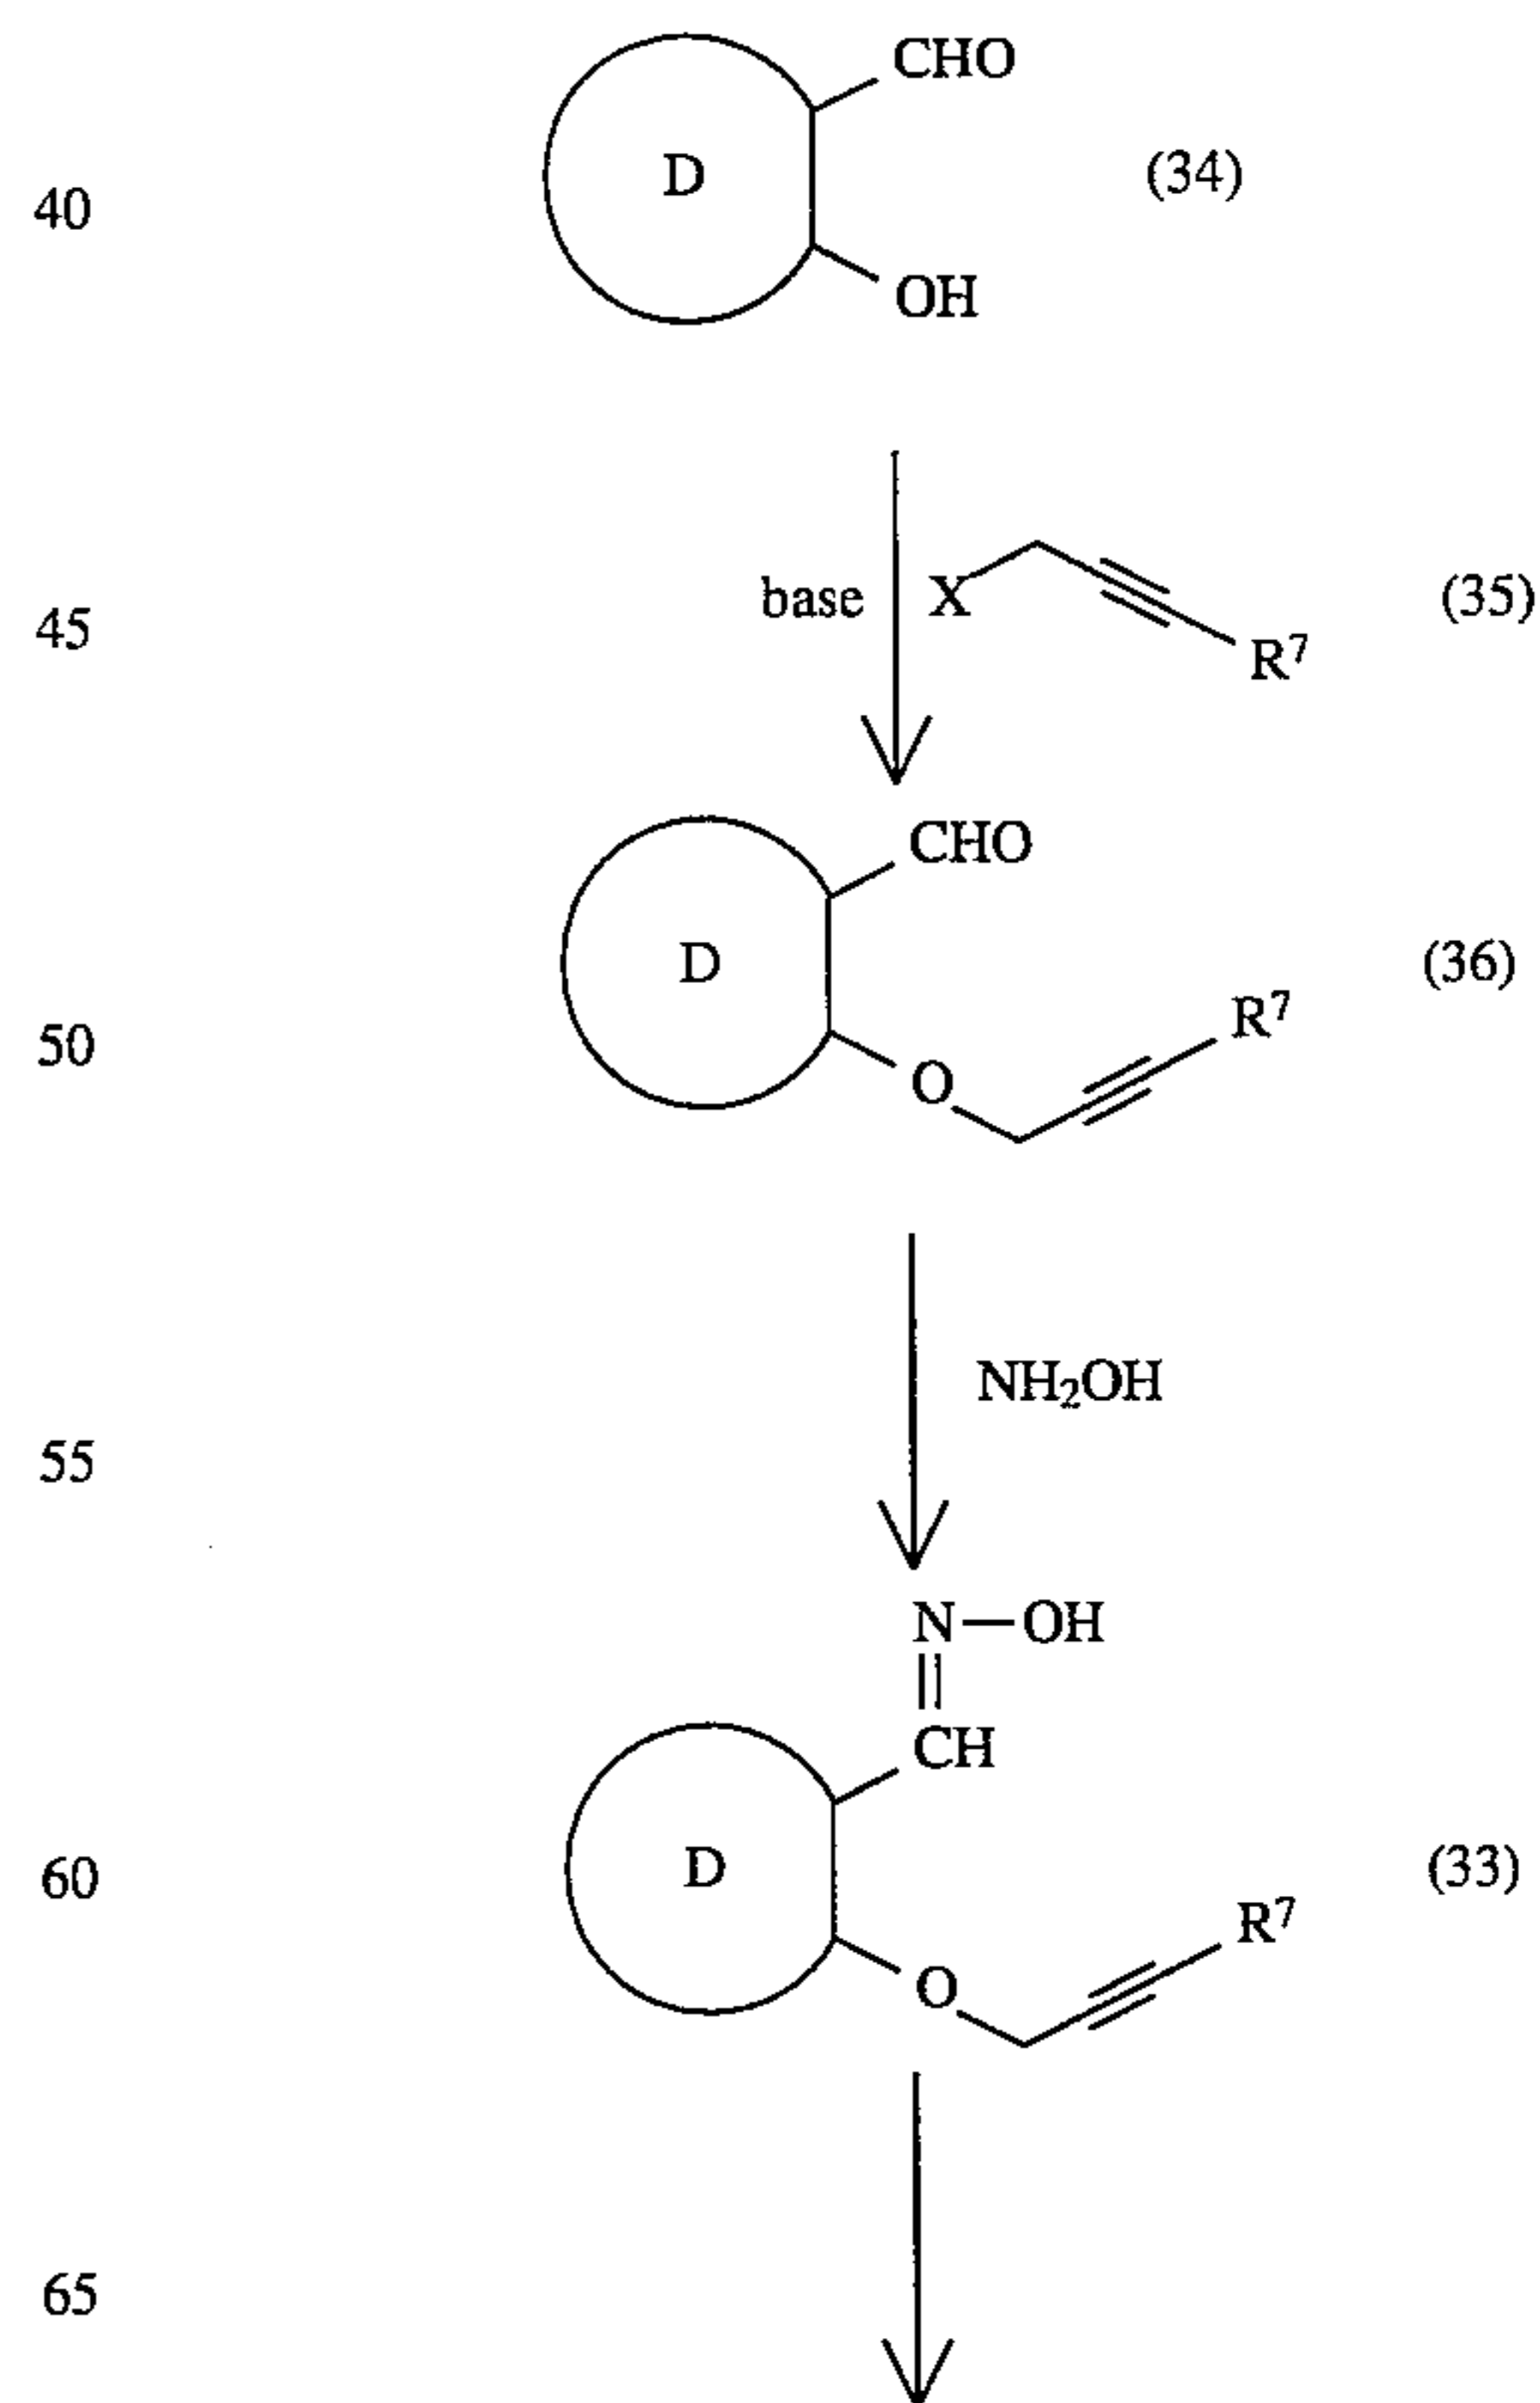 CHO
D
(34)
40
OH
base
X
(35)
45
R⁷
CHO
D
(36)
R⁷
50
O
NH₂OH
55
N—OH
CH
D
(33)
60
R⁷
O
65